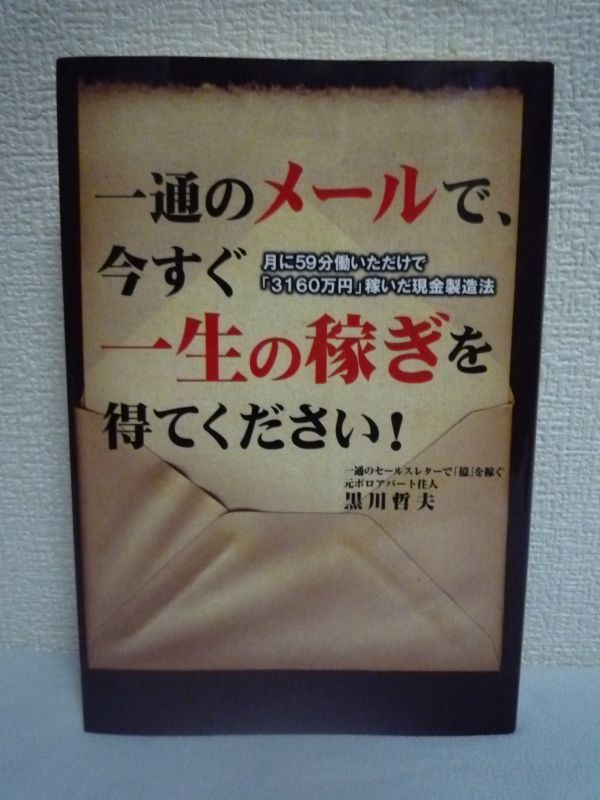 一通のメールで、
今すぐ
月に59分働いただけで
「3160万円」稼いだ現金製造法
一生の稼ぎを
得てください!
一通のセールスレターで「億」を稼ぐ
元ボロアパート住人
黒川哲夫